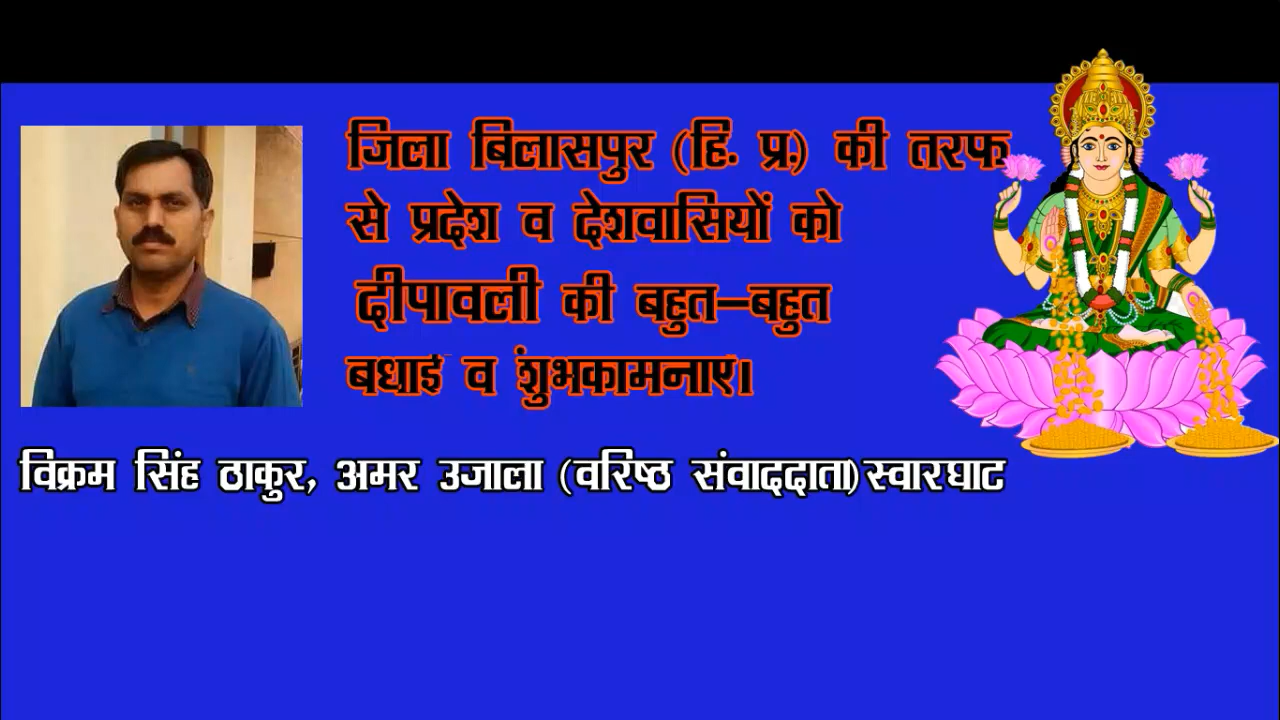 जिला बिलासपुर (हि. प्र.) की तरफ
से प्रदेश व देशवासियों को
दीपावली की बहुत–बहुत
बधाई व शुंभकामनाए।
विक्रम सिंह ठाकुर, अमर उजाला (वरिष्ठ संवाददाता) स्वारघाट